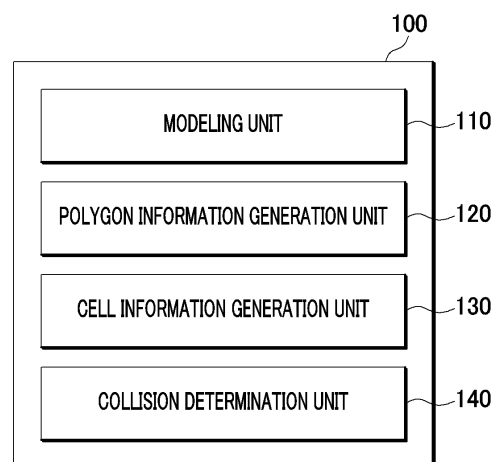 100
MODELING UNIT
110
POLYGON INFORMATION GENERATION UNIT
120
CELL INFORMATION GENERATION UNIT
130
COLLISION DETERMINATION UNIT
140